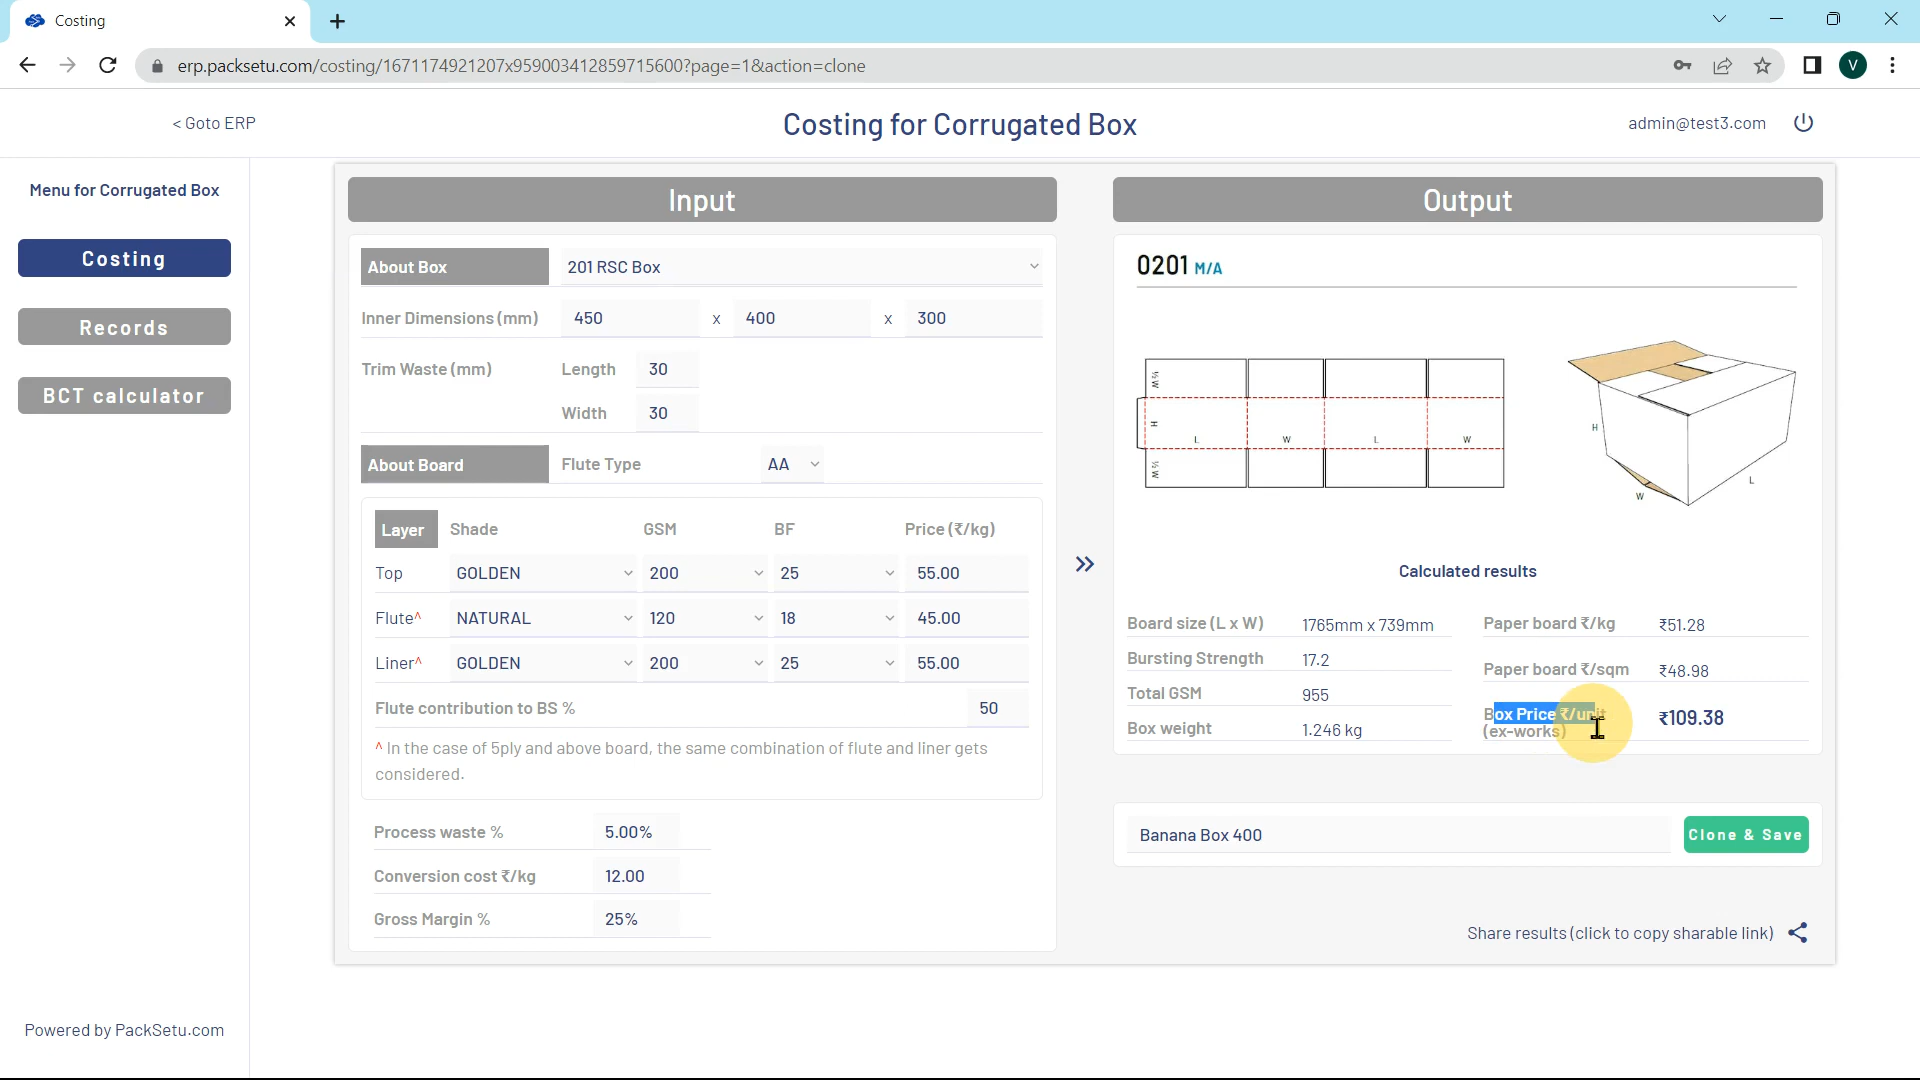 Costing
erp.packsetu.com/costing/1671174921207x959003412859715600?page=1&action=clone
V
< Goto ERP
Costing for Corrugated Box
admin@test3.com
Menu for Corrugated Box
Costing
Records
BCT calculator
Powered by PackSetu.com
Input
About Box 201 RSC Box
Inner Dimensions (mm) 450 x 400 x 300
Trim Waste (mm) Length 30
Width 30
About Board Flute Type AA
Layer Shade GSM BF Price (₹/kg)
Top GOLDEN 200 25 55.00
Flute^ NATURAL 120 18 45.00
Liner^ GOLDEN 200 25 55.00
Flute contribution to BS % 50
^ In the case of 5ply and above board, the same combination of flute and liner gets
considered.
Process waste % 5.00%
Conversion cost ₹/kg 12.00
Gross Margin % 25%
Output
0201 M/A
½ W
H
L W L W
½ W
H
W
L
Calculated results
Board size (L x W) 1765mm x 739mm
Bursting Strength 17.2
Total GSM 955
Box weight 1.246 kg
Paper board ₹/kg ₹51.28
Paper board ₹/sqm ₹48.98
Box Price ₹/unit ₹109.38
(ex-works)
Banana Box 400 Clone & Save
Share results (click to copy sharable link)